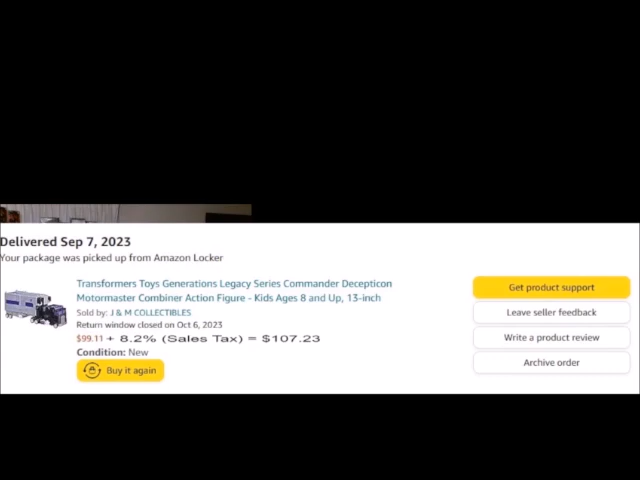 Delivered Sep 7, 2023
Your package was picked up from Amazon Locker
Transformers Toys Generations Legacy Series Commander Decepticon
Motormaster Combiner Action Figure - Kids Ages 8 and Up, 13-inch
Sold by: J & M COLLECTIBLES
Return window closed on Oct 6, 2023
$99.11 + 8.2% (Sales Tax) = $107.23
Condition: New
Buy it again
Get product support
Leave seller feedback
Write a product review
Archive order